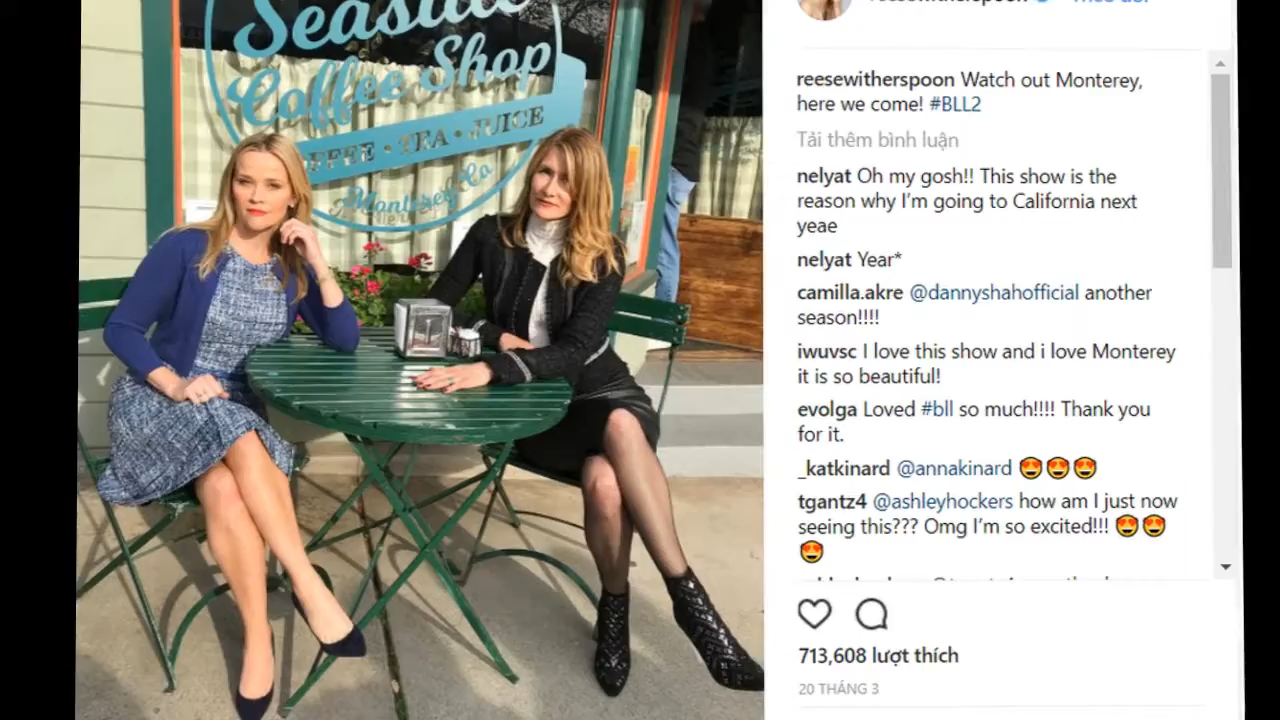 Seaside
Coffee Shop
COFFEE • TEA • JUICE
Monterey Co
reesewitherspoon Watch out Monterey,
here we come! #BLL2
Tải thêm bình luận
nelyat Oh my gosh!! This show is the
reason why I'm going to California next
yeae
nelyat Year*
camilla.akre @dannyshahofficial another
season!!!!
iwuvsc I love this show and i love Monterey
it is so beautiful!
evolga Loved #bll so much!!!! Thank you
for it.
_katkinard @annakinard 😍😍😍
tgantz4 @ashleyhockers how am I just now
seeing this??? Omg I'm so excited!!! 😍😍
😍
713,608 lượt thích
20 THÁNG 3